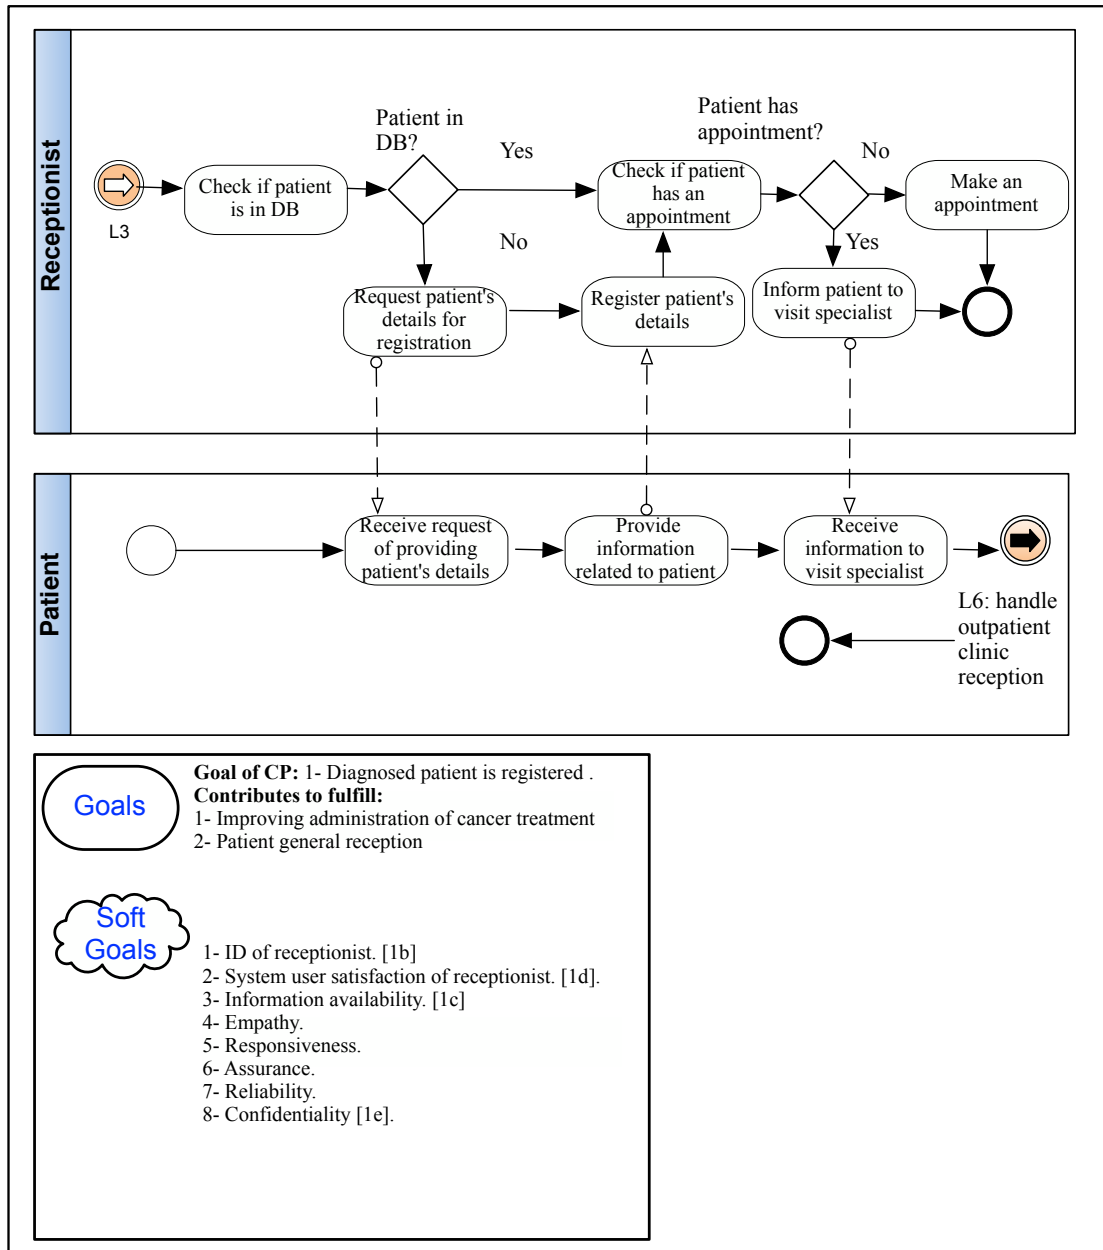 Receptionist
L3
Check if patient
is in DB
Patient in
DB?
Yes
No
Request patient's
details for
registration
Register patient's
details
Check if patient
has an
appointment
Patient has
appointment?
No
Yes
Make an
appointment
Inform patient to
visit specialist
Patient
Receive request
of providing
patient's details
Provide
information
related to patient
Receive
information to
visit specialist
L6: handle
outpatient
clinic
reception
Goals
Goal of CP: 1- Diagnosed patient is registered .
Contributes to fulfill:
1- Improving administration of cancer treatment
2- Patient general reception
Soft
Goals
1- ID of receptionist. [1b]
2- System user satisfaction of receptionist. [1d].
3- Information availability. [1c]
4- Empathy.
5- Responsiveness.
6- Assurance.
7- Reliability.
8- Confidentiality [1e].